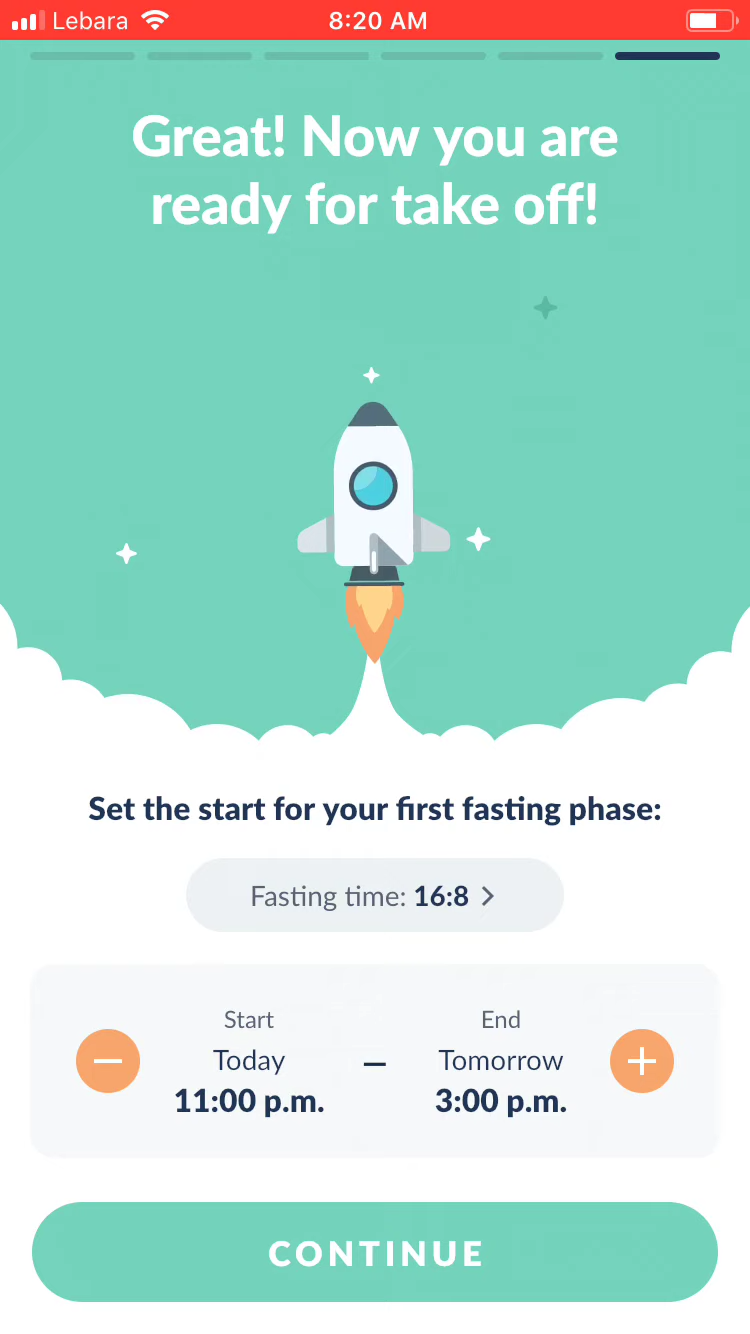 Lebara 8:20 AM
Great! Now you are
ready for take off!
Set the start for your first fasting phase:
Fasting time: 16:8
Start End
Today – Tomorrow
11:00 p.m. 3:00 p.m.
CONTINUE